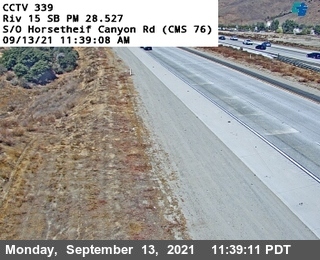 CCTV 339
Riv 15 SB PM 28.527
S/O Horsetheif Canyon Rd (CMS 76)
09/13/21 11:39:08 AM
Monday, September 13, 2021 11:39:11 PDT